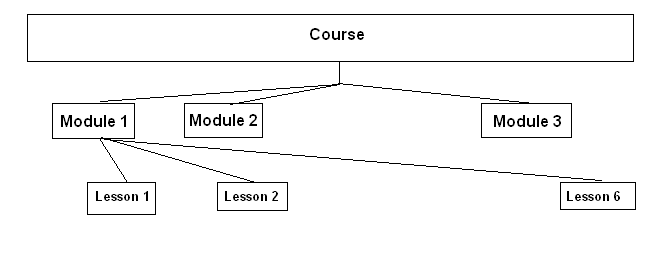 Course
Module 1
Module 2
Module 3
Lesson 1
Lesson 2
Lesson 6